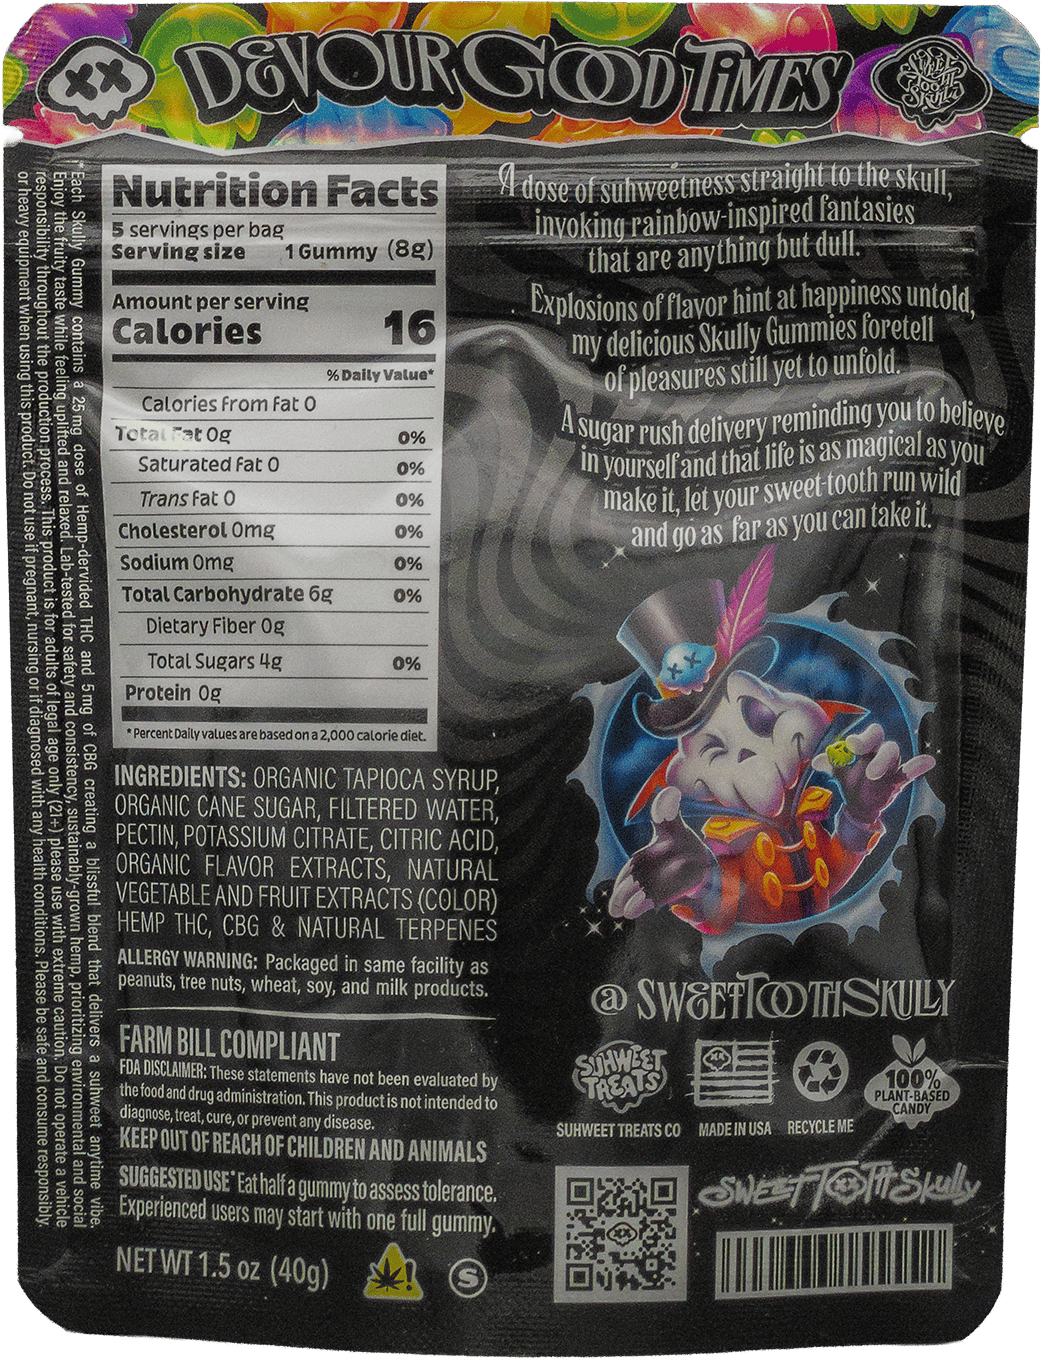 DEVOUR GOOD TIMES
SWEET
TOOTH
SKULLY
* Each Skully Gummy contains a 25mg dose of Hemp-dervided THC and 5mg of CBG creating a blissful blend that delivers a suhweet anytime vibe.
Enjoy the fruity taste while feeling uplifted and relaxed. Lab-tested for safety and consistency, sustainably-grown hemp, prioritizing environmental and social
responsibility throughout the production process. This product is for adults of legal age only (21+) please use with extreme caution. Do not operate a vehicle
or heavy equipment when using this product. Do not use if pregnant, nursing or if diagnosed with any health conditions. Please be safe and consume responsibly.
Nutrition Facts
5 servings per bag
Serving size 1 Gummy (8g)
Amount per serving
Calories 16
% Daily Value*
Calories from Fat 0
Total Fat 0g 0%
Saturated Fat 0 0%
Trans Fat 0 0%
Cholesterol 0mg 0%
Sodium 0mg 0%
Total Carbohydrate 6g 0%
Dietary Fiber 0g
Total Sugars 4g 0%
Protein 0g
* Percent Daily values are based on a 2,000 calorie diet.
INGREDIENTS: ORGANIC TAPIOCA SYRUP,
ORGANIC CANE SUGAR, FILTERED WATER,
PECTIN, POTASSIUM CITRATE, CITRIC ACID,
ORGANIC FLAVOR EXTRACTS, NATURAL
VEGETABLE AND FRUIT EXTRACTS (COLOR)
HEMP THC, CBG & NATURAL TERPENES
ALLERGY WARNING: Packaged in same facility as
peanuts, tree nuts, wheat, soy, and milk products.
FARM BILL COMPLIANT
FDA DISCLAIMER: These statements have not been evaluated by
the food and drug administration. This product is not intended to
diagnose, treat, cure, or prevent any disease.
KEEP OUT OF REACH OF CHILDREN AND ANIMALS
SUGGESTED USE* Eat half a gummy to assess tolerance.
Experienced users may start with one full gummy.
NET WT 1.5 oz (40g)
S
A dose of suhweetness straight to the skull,
invoking rainbow-inspired fantasies
that are anything but dull.
Explosions of flavor hint at happiness untold,
my delicious Skully Gummies foretell
of pleasures still yet to unfold.
A sugar rush delivery reminding you to believe
in yourself and that life is as magical as you
make it, let your sweet-tooth run wild
and go as far as you can take it.
@SWEETTOOTHSKULLY
SUHWEET
TREATS
100%
PLANT-BASED
CANDY
SUHWEET TREATS CO MADE IN USA RECYCLE ME
SWEET TOOTH Skully